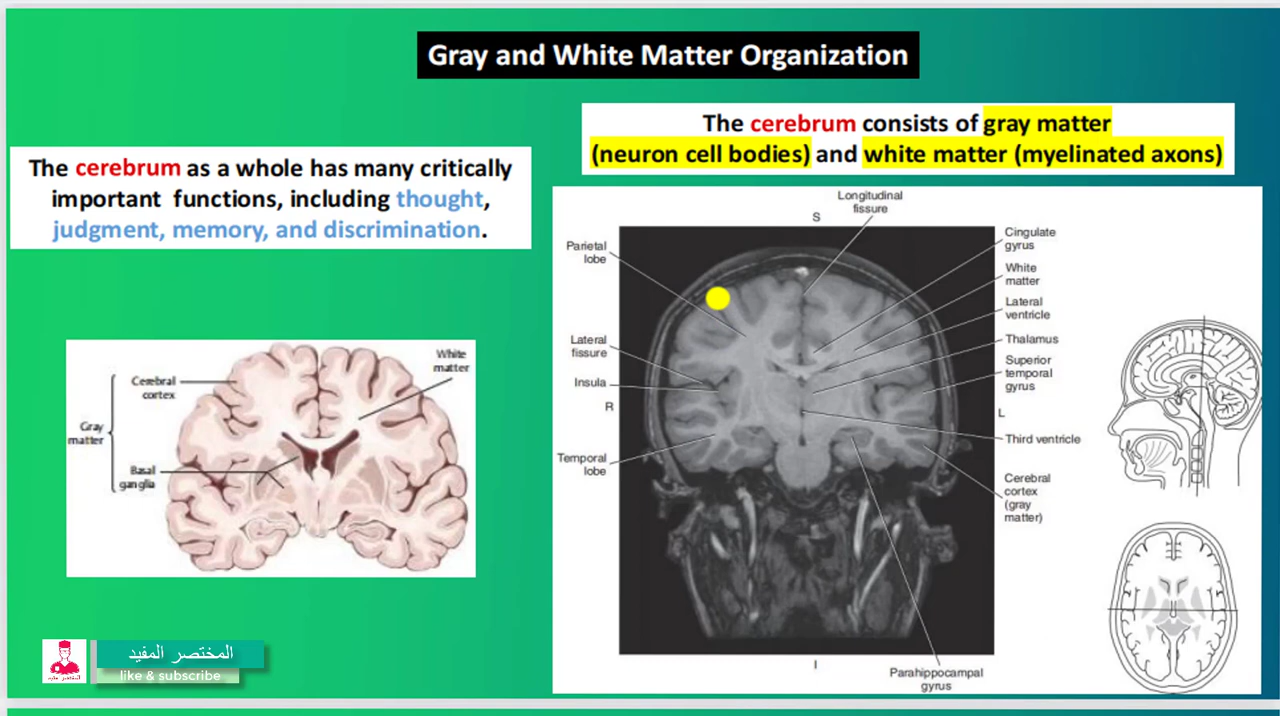 Gray and White Matter Organization
The cerebrum as a whole has many critically
important functions, including thought,
judgment, memory, and discrimination.
The cerebrum consists of gray matter
(neuron cell bodies) and white matter (myelinated axons)
White
matter
Cerebral
cortex
Gray
matter
Basal
ganglia
Longitudinal
fissure
S
Parietal
lobe
Lateral
fissure
Insula
R
Temporal
lobe
Cingulate
gyrus
White
matter
Lateral
ventricle
Thalamus
Superior
temporal
gyrus
L
Third ventricle
Cerebral
cortex
(gray
matter)
I
Parahippocampal
gyrus
المختصر المفيد
like & subscribe
المختصر المفيد